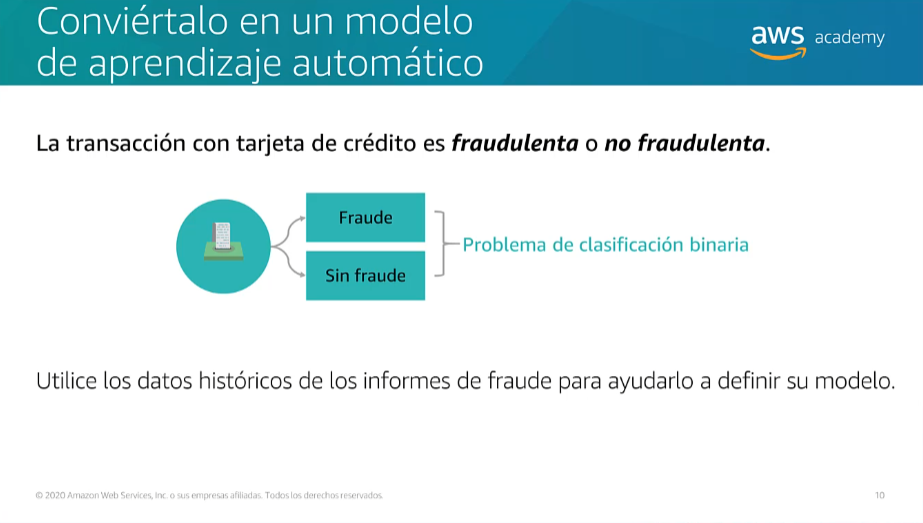 Conviértalo en un modelo
de aprendizaje automático
aws academy
La transacción con tarjeta de crédito es fraudulenta o no fraudulenta.
Fraude
Sin fraude
Problema de clasificación binaria
Utilice los datos históricos de los informes de fraude para ayudarlo a definir su modelo.
© 2020 Amazon Web Services, Inc. o sus empresas afiliadas. Todos los derechos reservados.
10